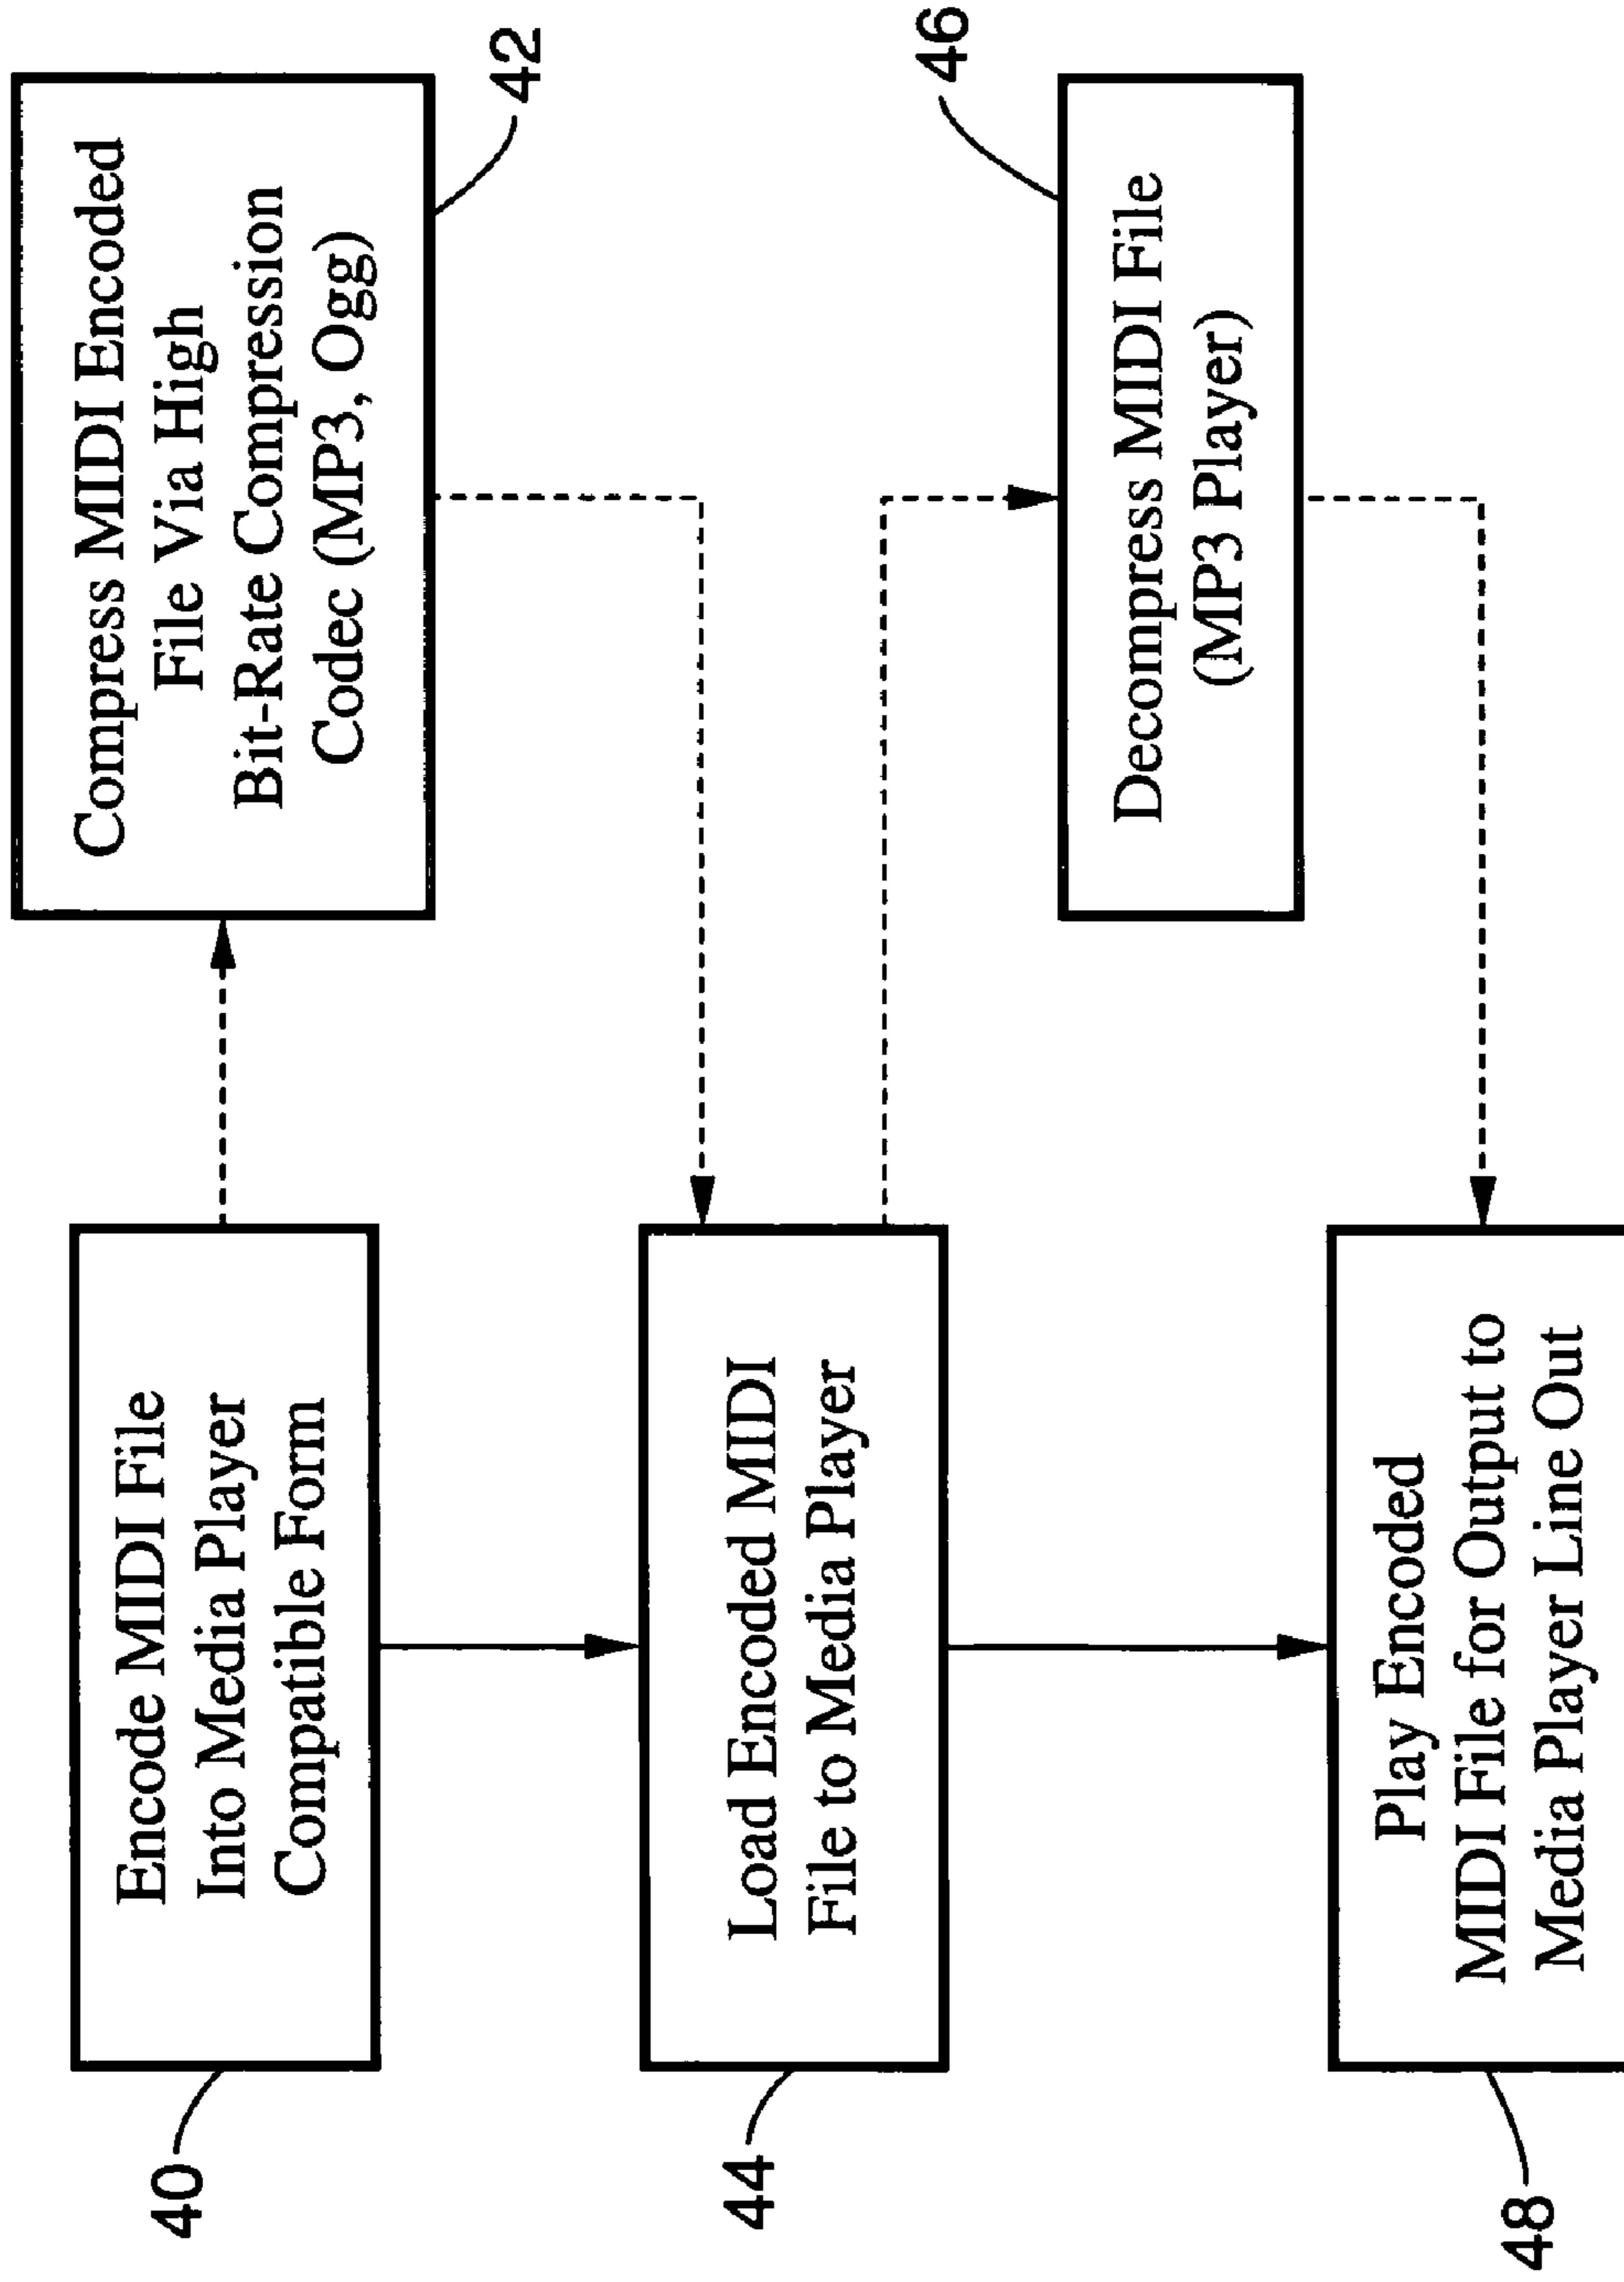 40
Encode MIDI File
Into Media Player
Compatible Form
Compress MIDI Encoded
File Via High
Bit-Rate Compression
Codec (MP3, Ogg)
42
44
Load Encoded MIDI
File to Media Player
46
Decompress MIDI File
(MP3 Player)
48
Play Encoded
MIDI File for Output to
Media Player Line Out